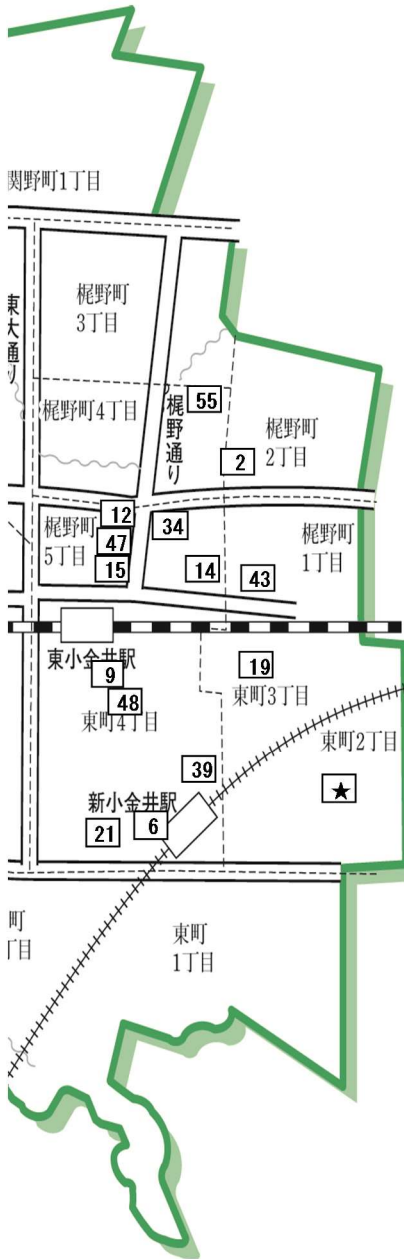 関野町1丁目
梶野町
3丁目
東大通り
梶野町4丁目
梶野通り
55
梶野町
2丁目
2
12
34
梶野町
5丁目
47
梶野町
1丁目
15
14
43
東小金井駅
9
19
東町3丁目
48
東町4丁目
東町2丁目
39
★
新小金井駅
6
21
町
丁目
東町
1丁目